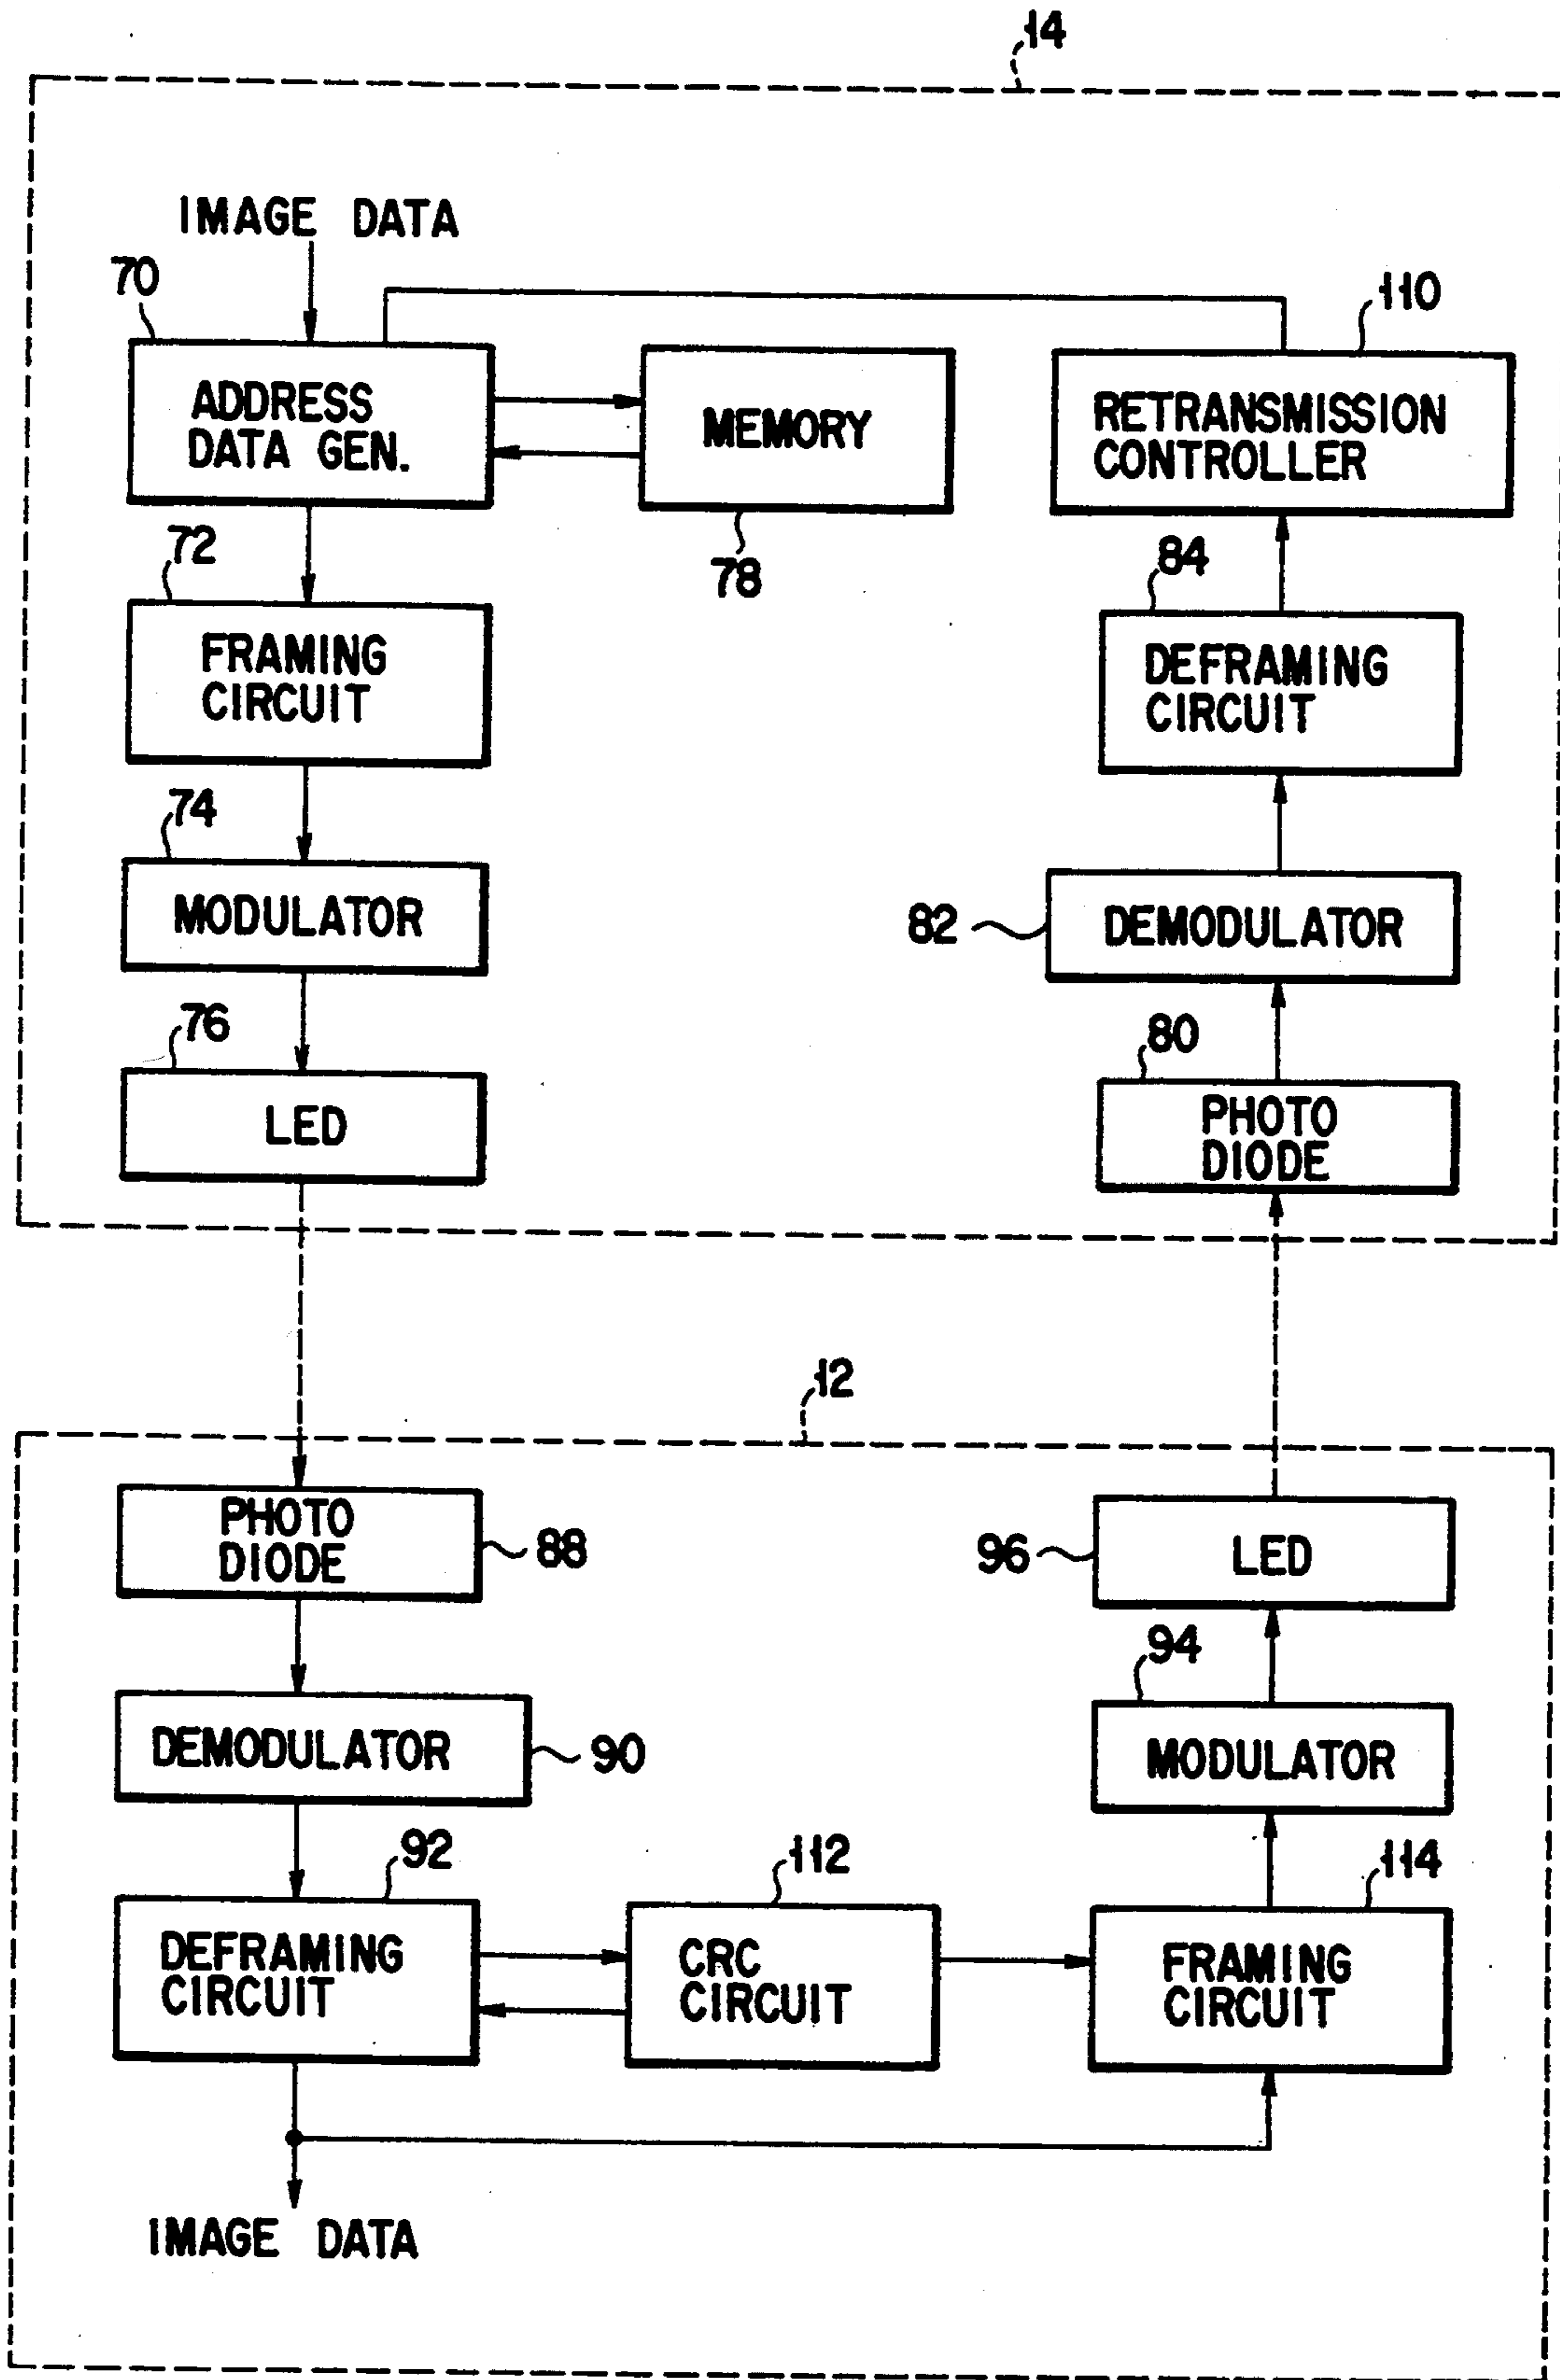 14
IMAGE DATA
70
110
ADDRESS
DATA GEN.
MEMORY
RETRANSMISSION
CONTROLLER
72
78
84
FRAMING
CIRCUIT
DEFRAMING
CIRCUIT
74
MODULATOR
82
DEMODULATOR
76
80
LED
PHOTO
DIODE
12
PHOTO
DIODE
88
96
LED
94
DEMODULATOR
90
MODULATOR
92
112
114
DEFRAMING
CIRCUIT
CRC
CIRCUIT
FRAMING
CIRCUIT
IMAGE DATA